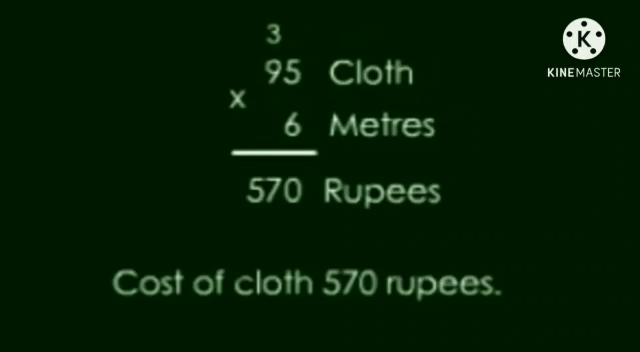 3
95 Cloth
x
6 Metres
570 Rupees
Cost of cloth 570 rupees.
K
KINEMASTER